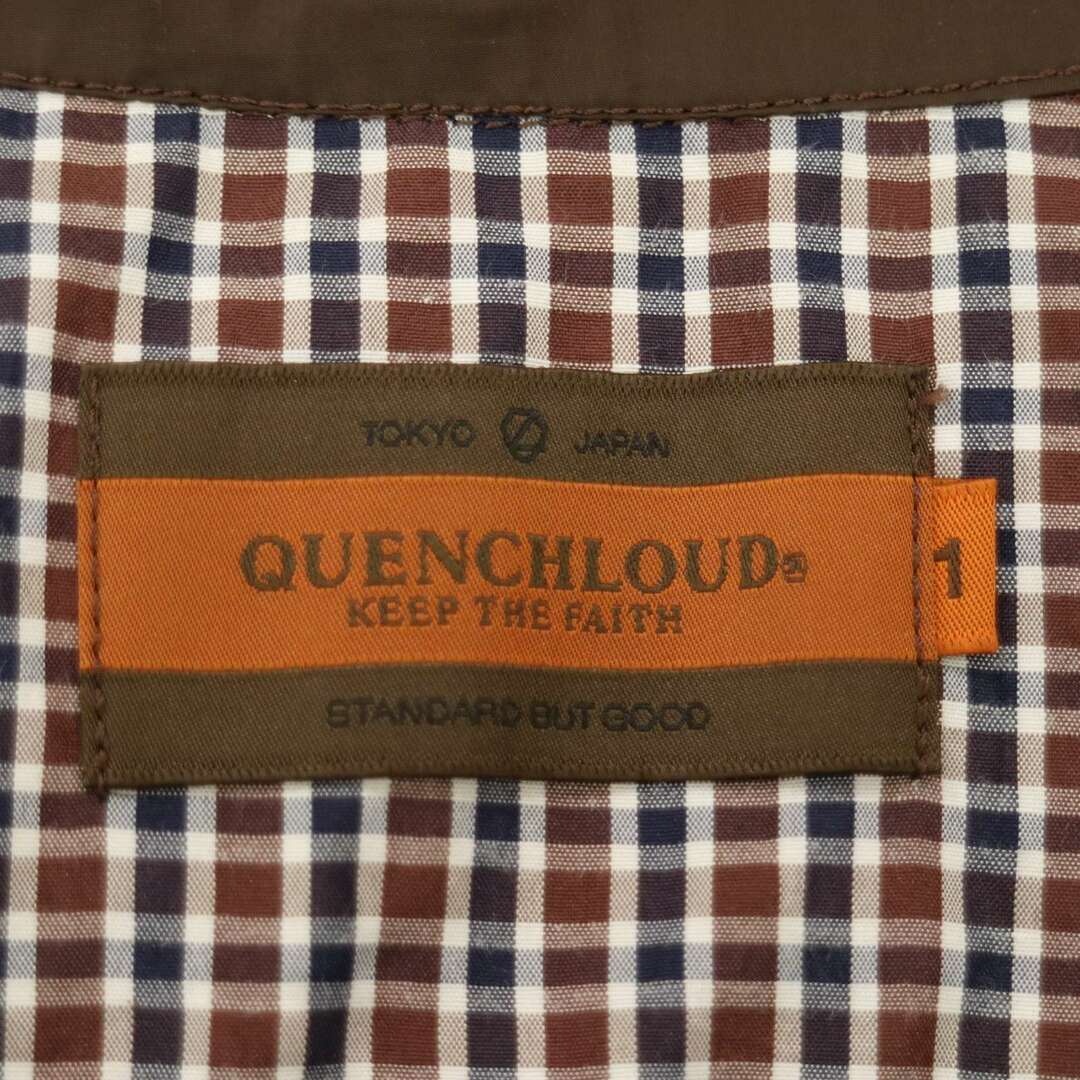 TOKYO JAPAN
QUENCHLOUD®
KEEP THE FAITH
1
STANDARD BUT GOOD